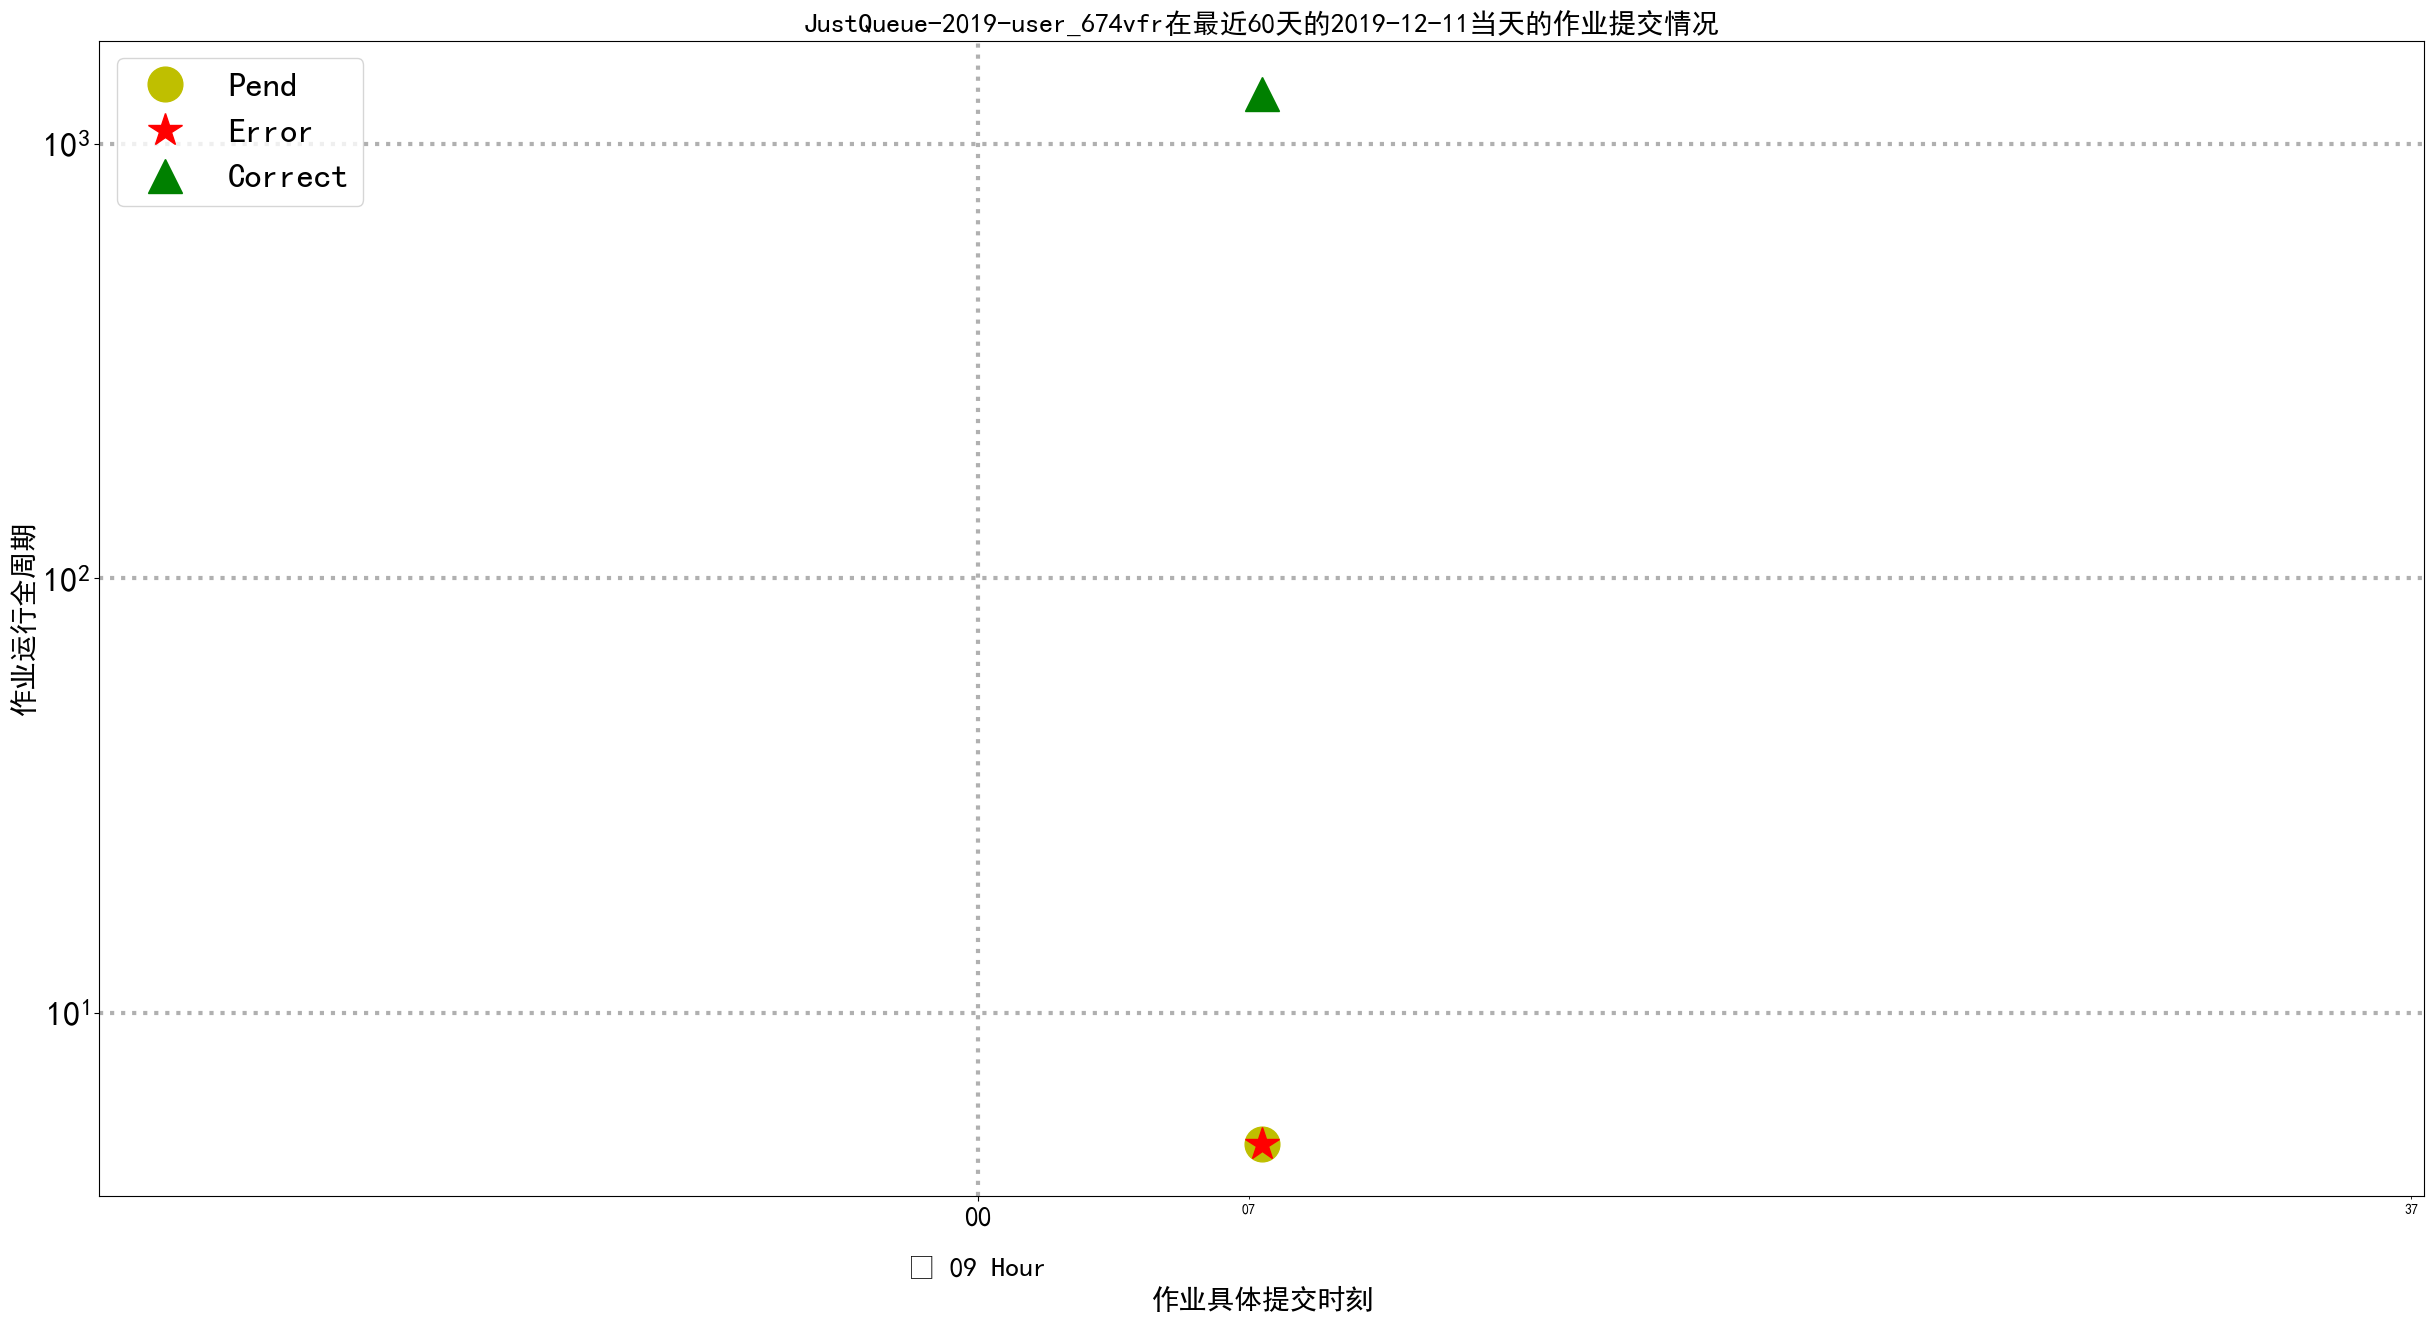 JustQueue-2019-user_674vfr在最近60天的2019-12-11当天的作业提交情况
Pend
Error
Correct
10³
10²
10¹
作业运行全周期
00
07
37
09 Hour
作业具体提交时刻